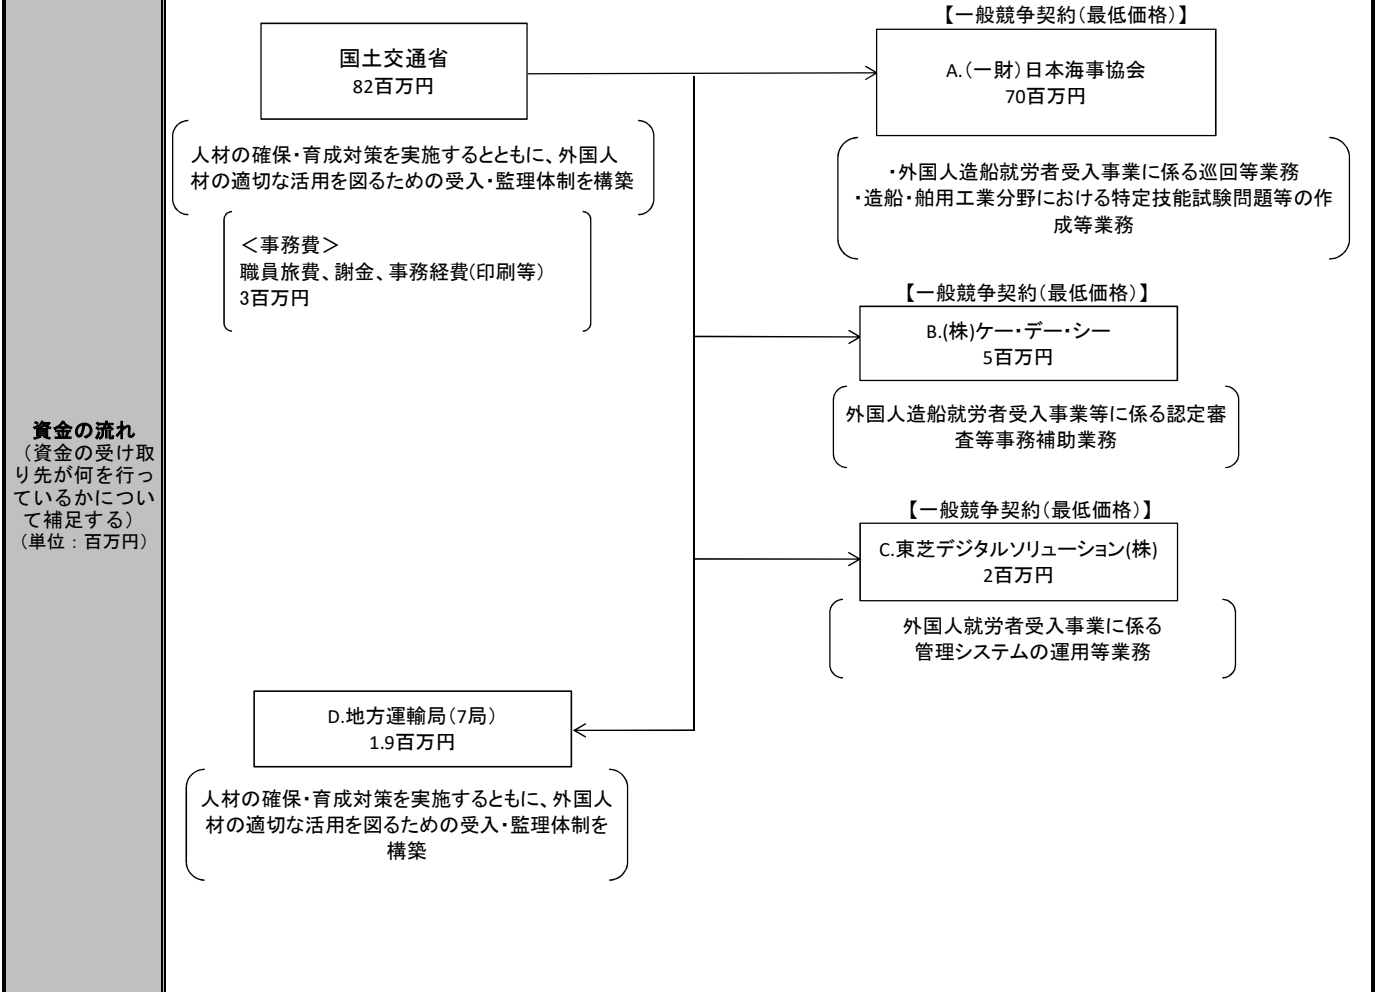 資金の流れ
（資金の受け取
り先が何を行っ
ているかについ
て補足する）
（単位：百万円）
国土交通省
82百万円
人材の確保・育成対策を実施するとともに、外国人
材の適切な活用を図るための受入・監理体制を構築
＜事務費＞
職員旅費、謝金、事務経費(印刷等）
3百万円
【一般競争契約（最低価格）】
A.（一財）日本海事協会
70百万円
・外国人造船就労者受入事業に係る巡回等業務
・造船・舶用工業分野における特定技能試験問題等の作
成等業務
【一般競争契約（最低価格）】
B.(株)ケー・デー・シー
5百万円
外国人造船就労者受入事業等に係る認定審
査等事務補助業務
【一般競争契約（最低価格）】
C.東芝デジタルソリューション(株)
2百万円
外国人就労者受入事業に係る
管理システムの運用等業務
D.地方運輸局（7局）
1.9百万円
人材の確保・育成対策を実施するともに、外国人
材の適切な活用を図るための受入・監理体制を
構築